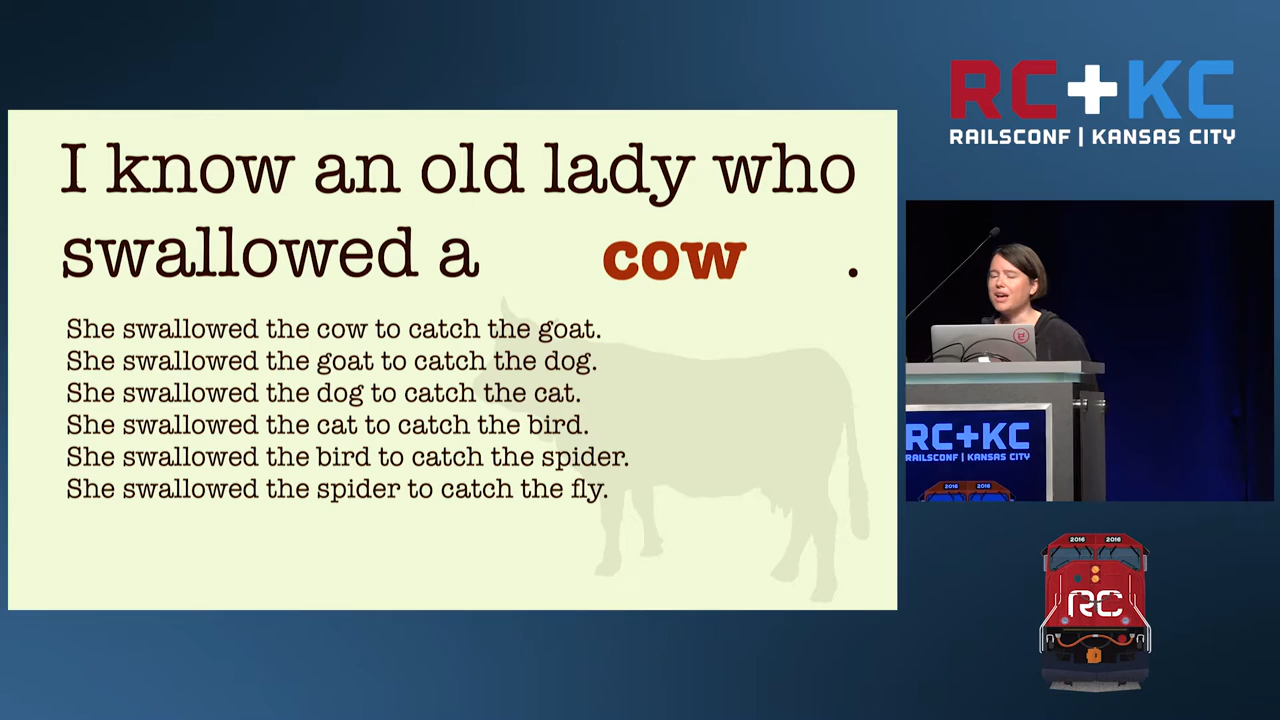 I know an old lady who
swallowed a cow .
She swallowed the cow to catch the goat.
She swallowed the goat to catch the dog.
She swallowed the dog to catch the cat.
She swallowed the cat to catch the bird.
She swallowed the bird to catch the spider.
She swallowed the spider to catch the fly.
RC+KC
RAILSCONF | KANSAS CITY
RC+KC
RAILSCONF | KANSAS CITY
2016 2016
2016 2016
RC